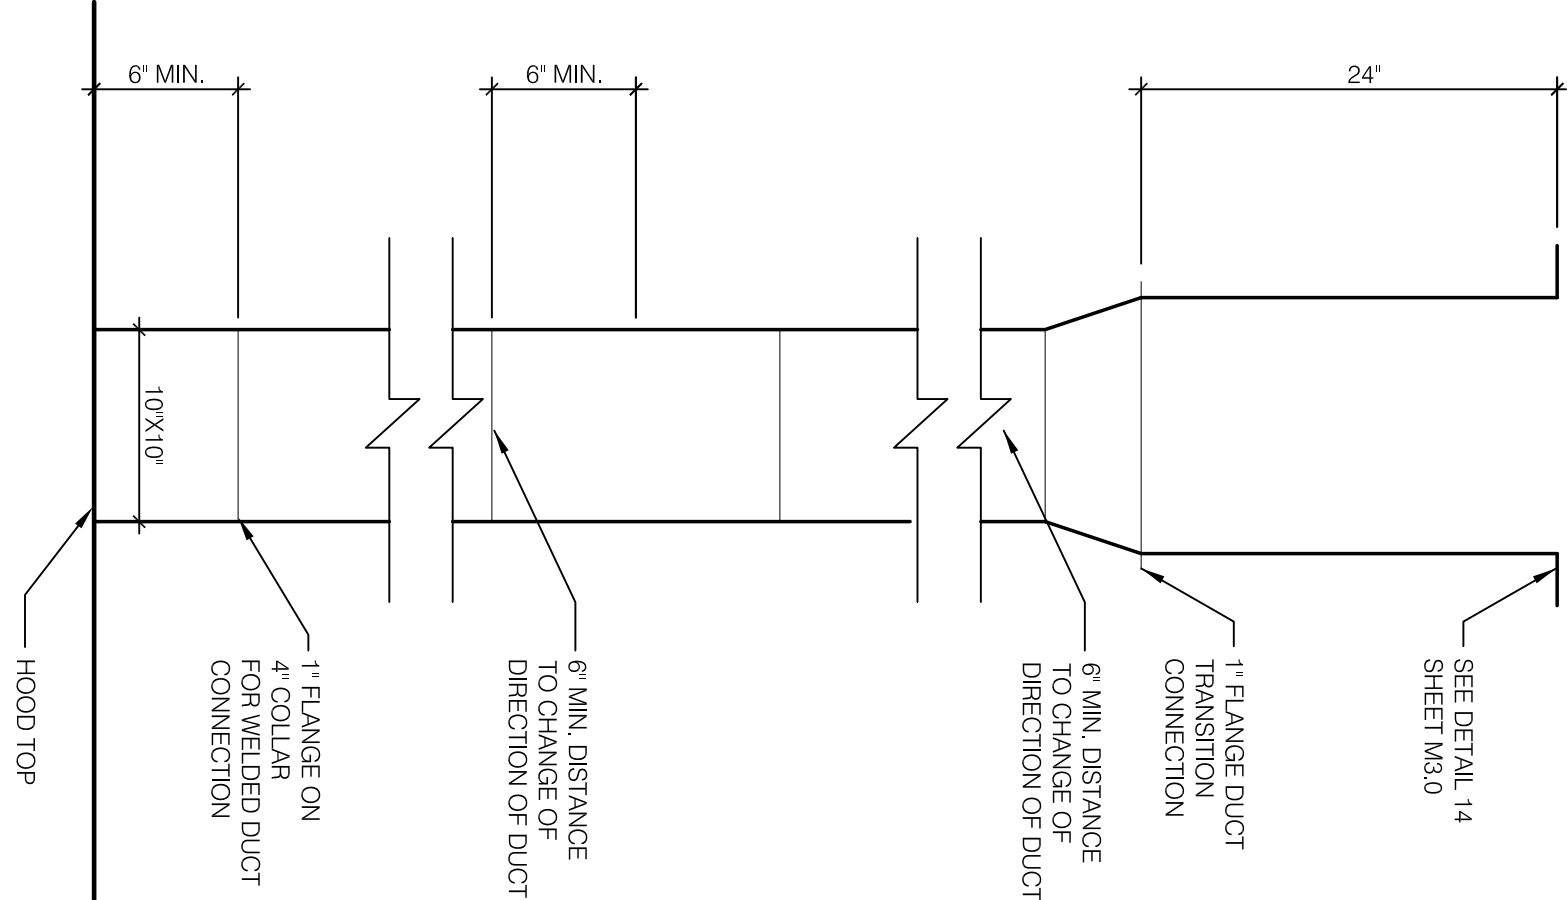 6" MIN.
6" MIN.
24"
10"X10"
HOOD TOP
1" FLANGE ON
4" COLLAR
FOR WELDED DUCT
CONNECTION
6" MIN. DISTANCE
TO CHANGE OF
DIRECTION OF DUCT
6" MIN. DISTANCE
TO CHANGE OF
DIRECTION OF DUCT
1" FLANGE DUCT
TRANSITION
CONNECTION
SEE DETAIL 14
SHEET M3.0